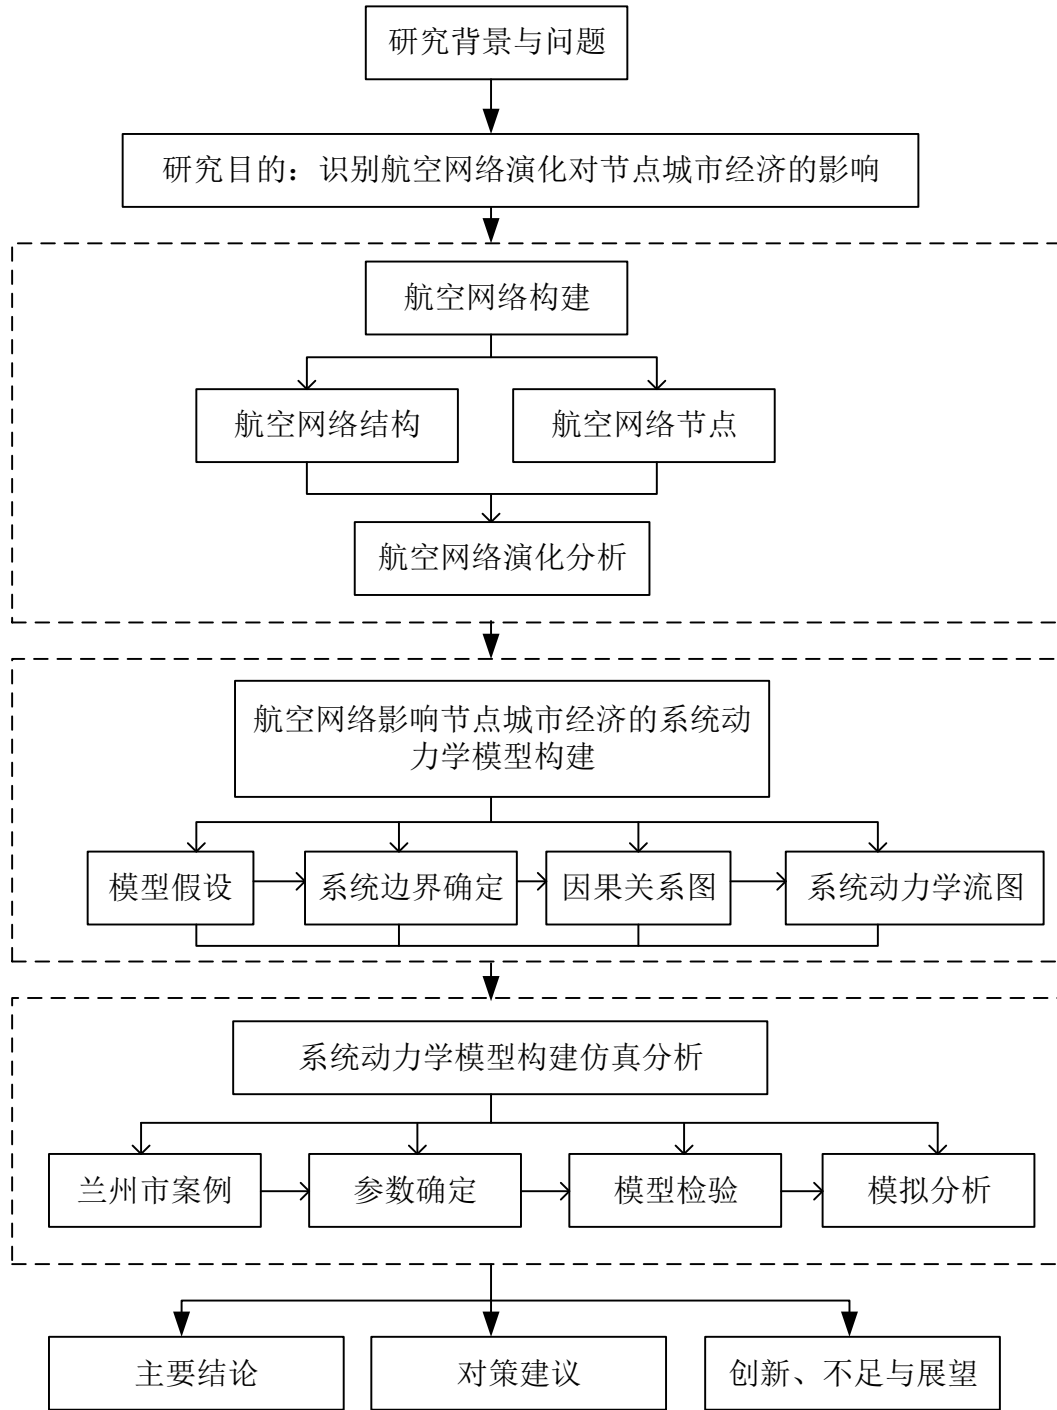 研究背景与问题
研究目的：识别航空网络演化对节点城市经济的影响
航空网络构建
航空网络结构
航空网络节点
航空网络演化分析
航空网络影响节点城市经济的系统动
力学模型构建
模型假设
系统边界确定
因果关系图
系统动力学流图
系统动力学模型构建仿真分析
兰州市案例
参数确定
模型检验
模拟分析
主要结论
对策建议
创新、不足与展望